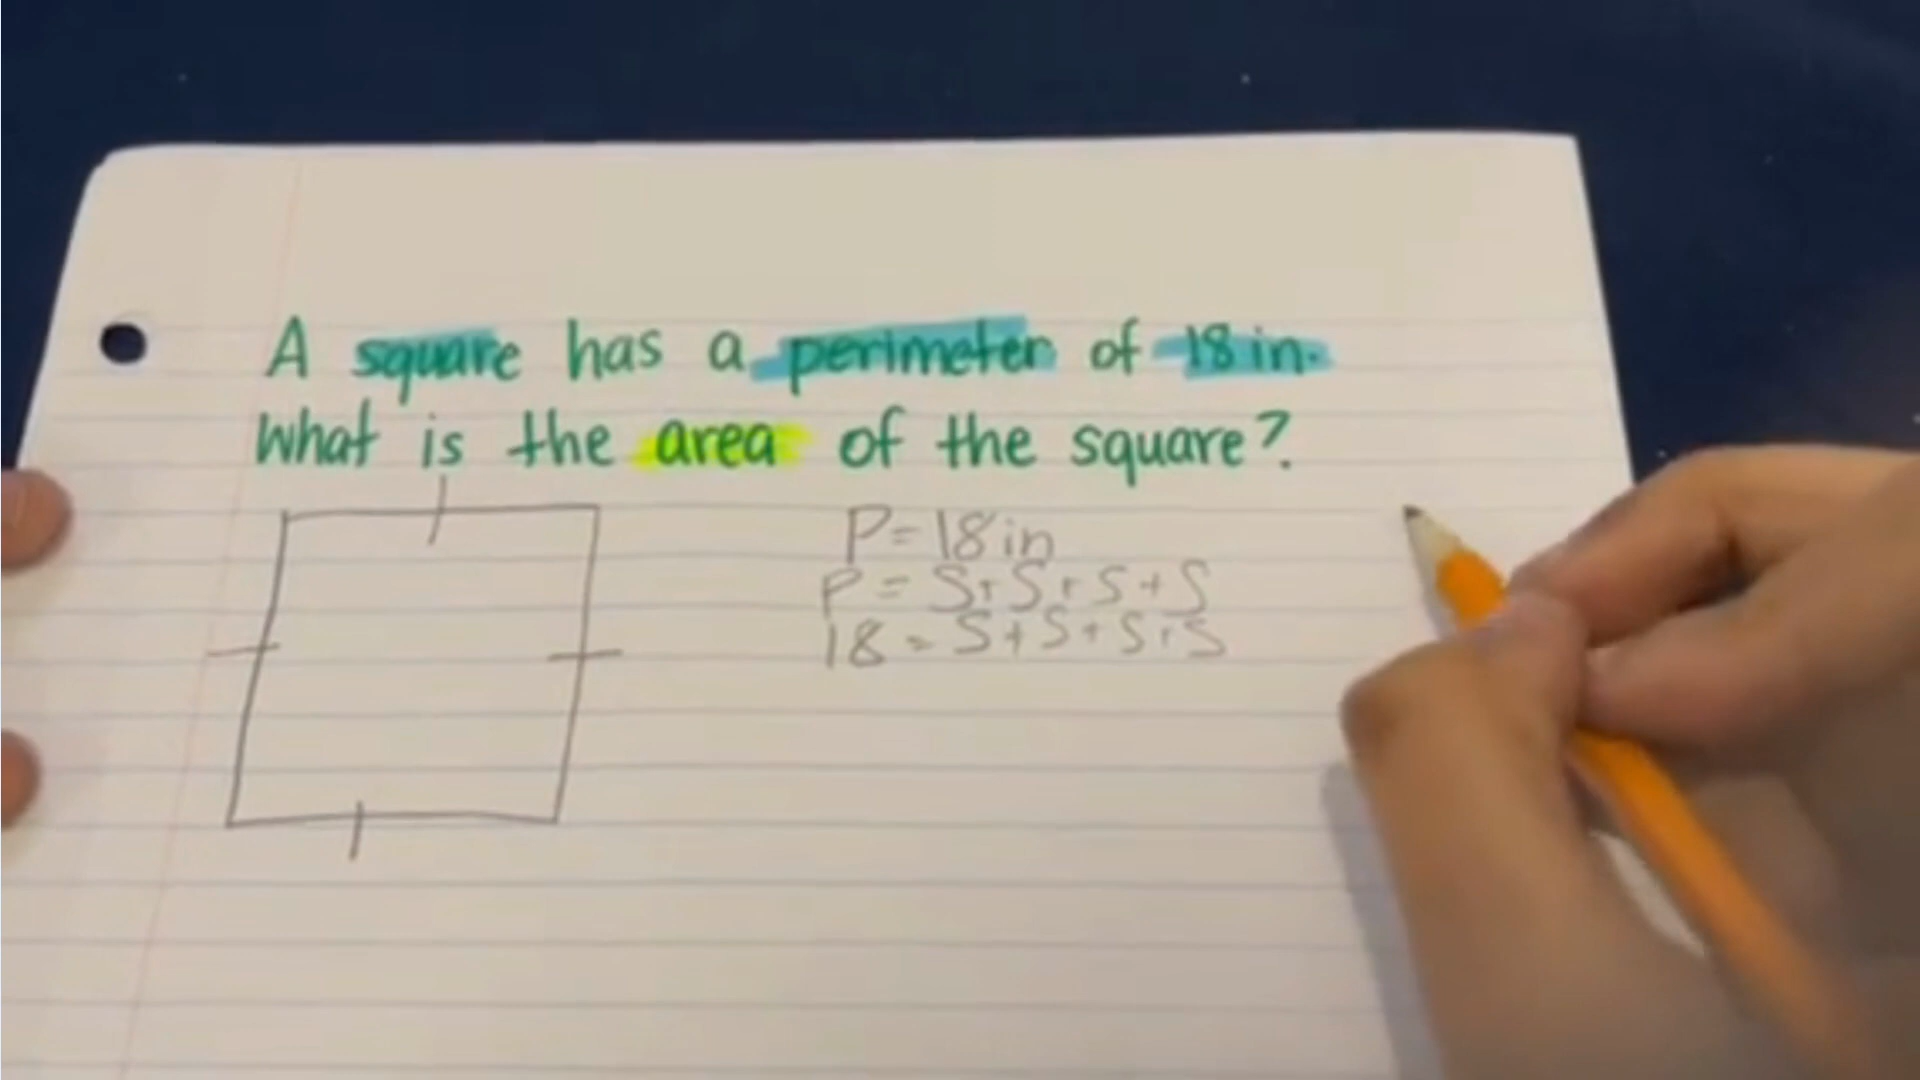 A square has a perimeter of 18 in.
What is the area of the square?
P = 18 in
P = S + S + S + S
18 = S + S + S + S